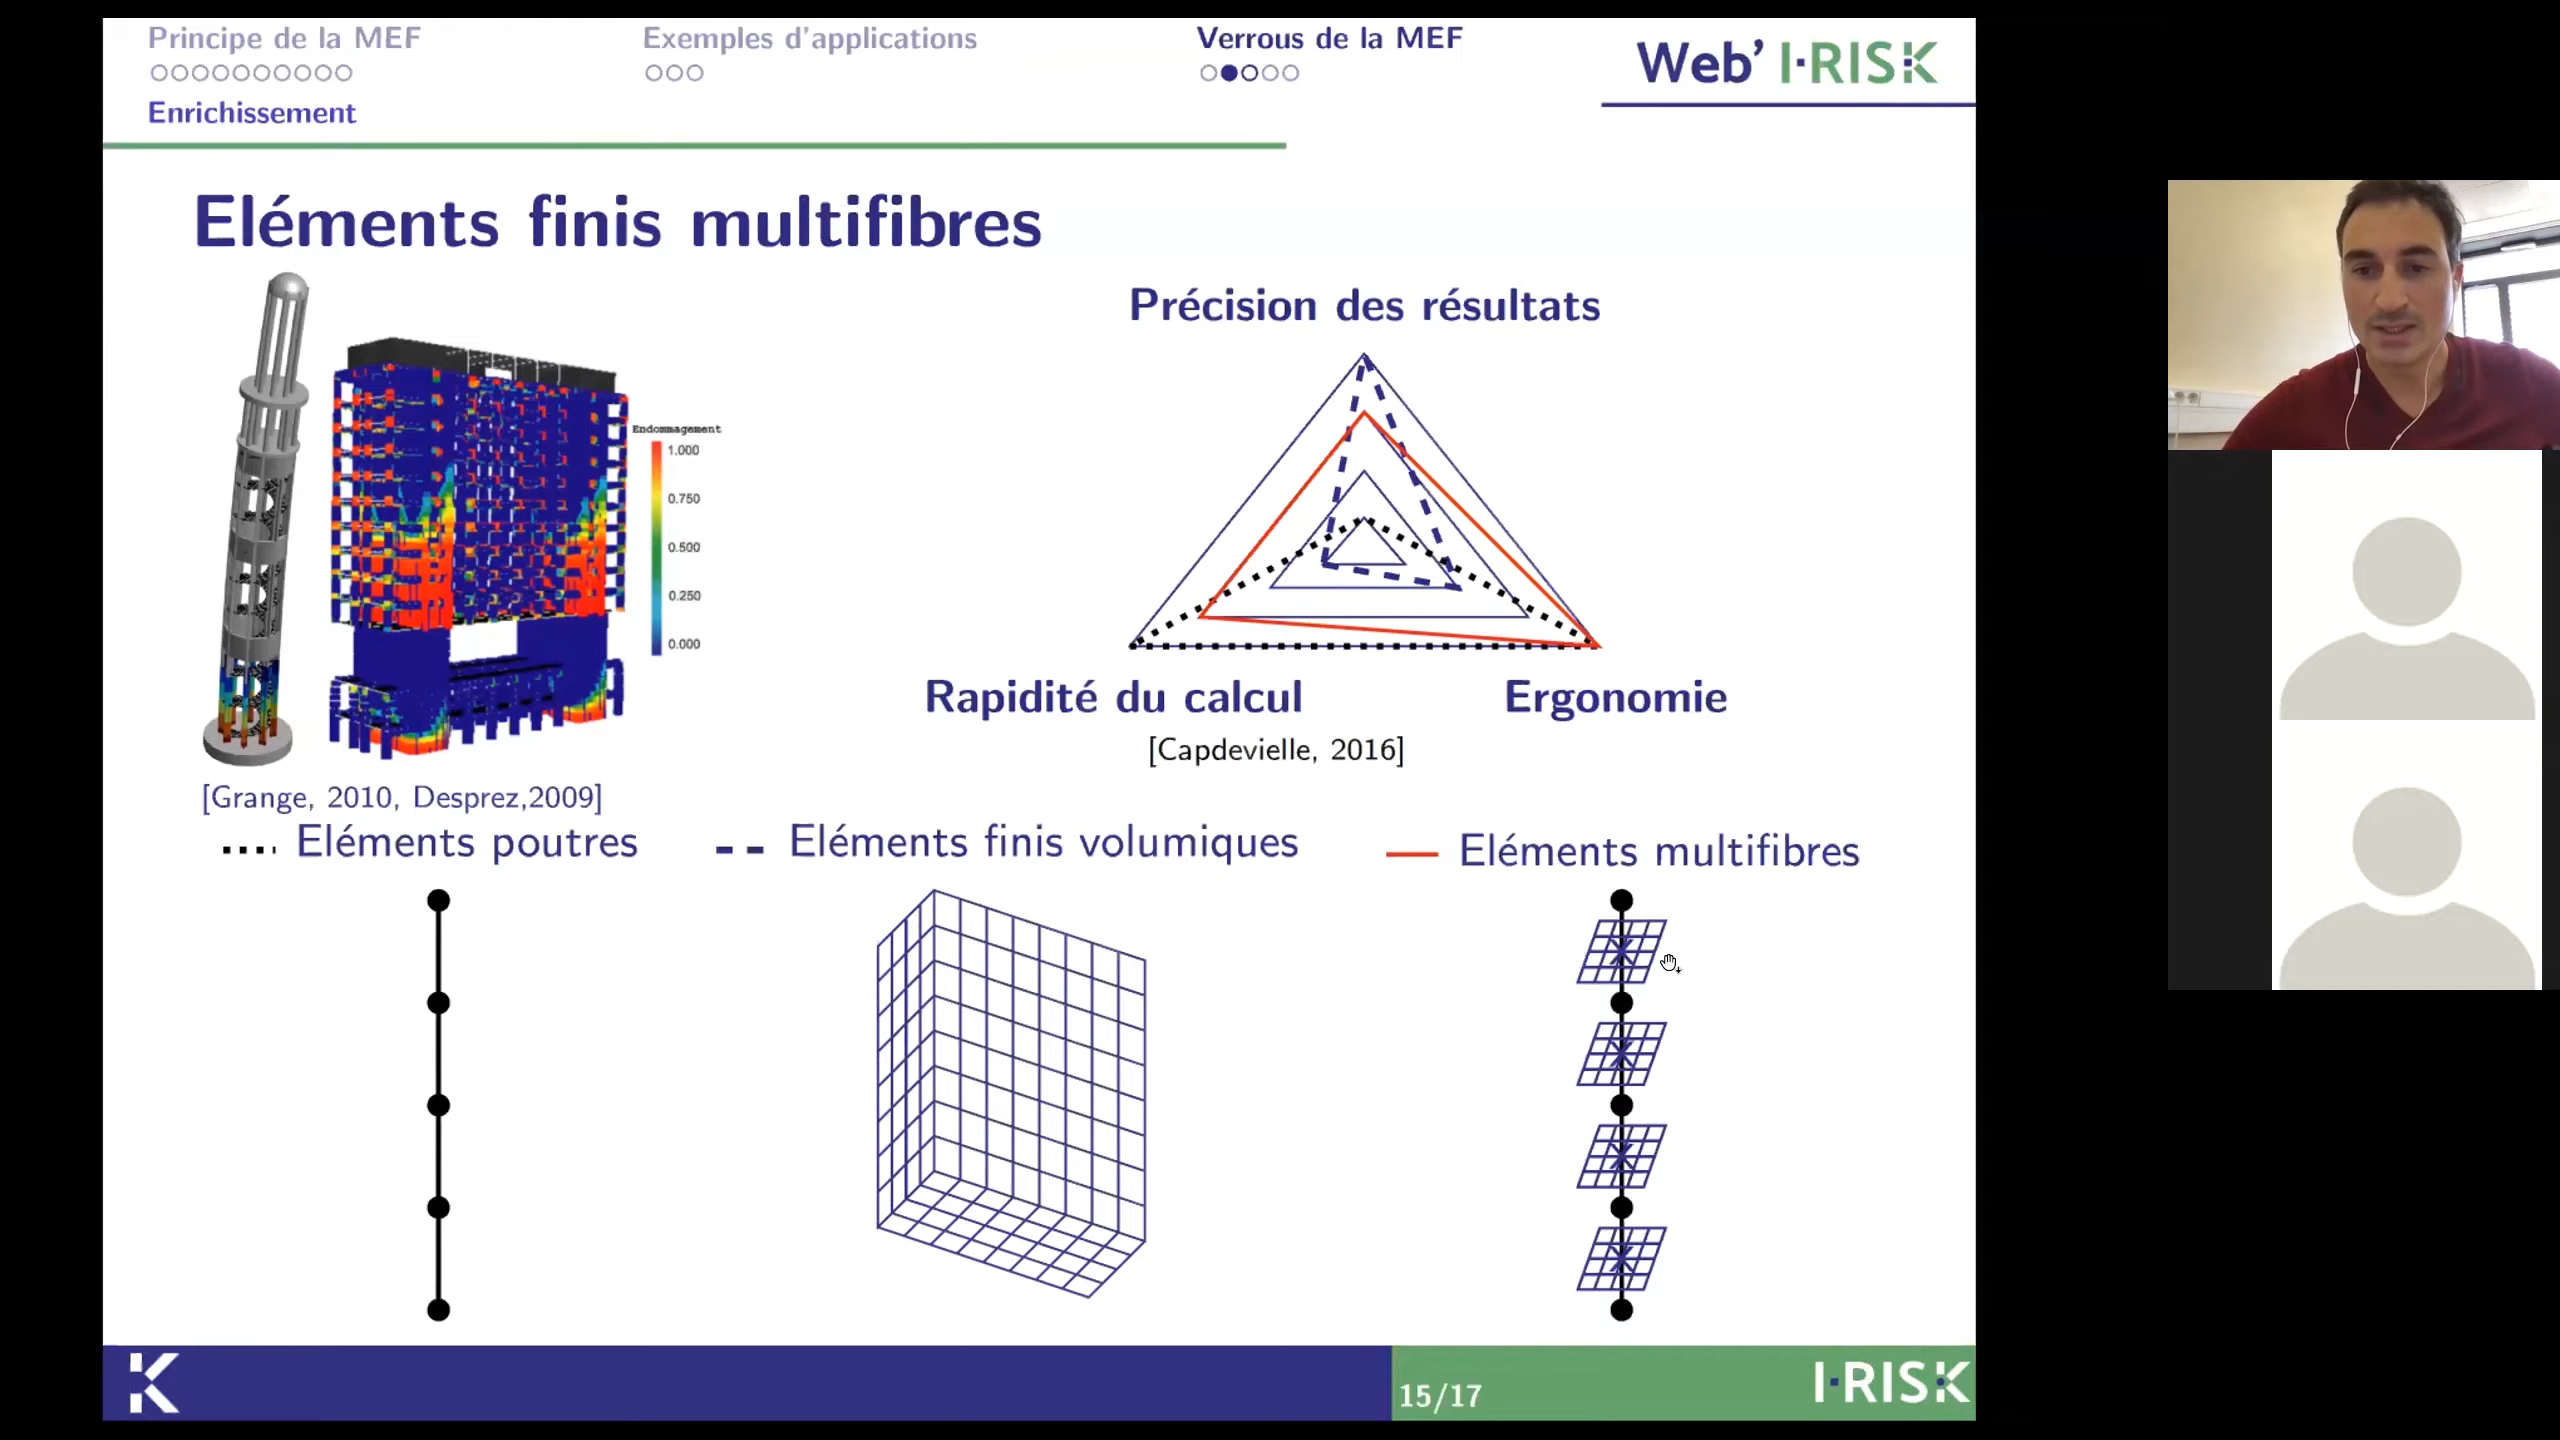 Principe de la MEF
Exemples d'applications
Verrous de la MEF
Web' I·RISK
Enrichissement
Eléments finis multifibres
Endommagement
1.000
0.750
0.500
0.250
0.000
[Grange, 2010, Desprez,2009]
Précision des résultats
Rapidité du calcul
Ergonomie
[Capdevielle, 2016]
Eléments poutres
Eléments finis volumiques
Eléments multifibres
K
15/17
I·RISK